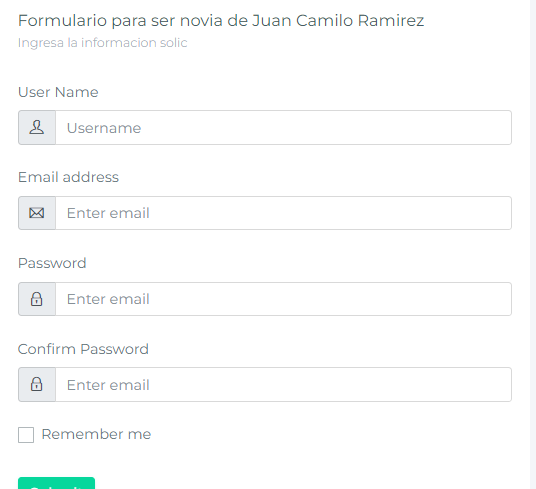 Formulario para ser novia de Juan Camilo Ramirez
Ingresa la informacion solic
User Name
Username
Email address
Enter email
Password
Enter email
Confirm Password
Enter email
Remember me